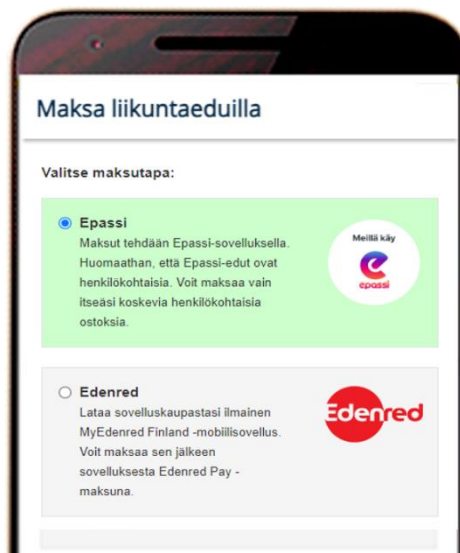 Maksa liikuntaeduilla
Valitse maksutapa:
Epassi
Maksut tehdään Epassi-sovelluksella.
Huomaathan, että Epassi-edut ovat
henkilökohtaisia. Voit maksaa vain
itseäsi koskevia henkilökohtaisia
ostoksia.
Meillä käy
epassi
Edenred
Lataa sovelluskaupastasi ilmainen
MyEdenred Finland -mobiilisovellus.
Voit maksaa sen jälkeen
sovelluksesta Edenred Pay -
maksuna.
Edenred